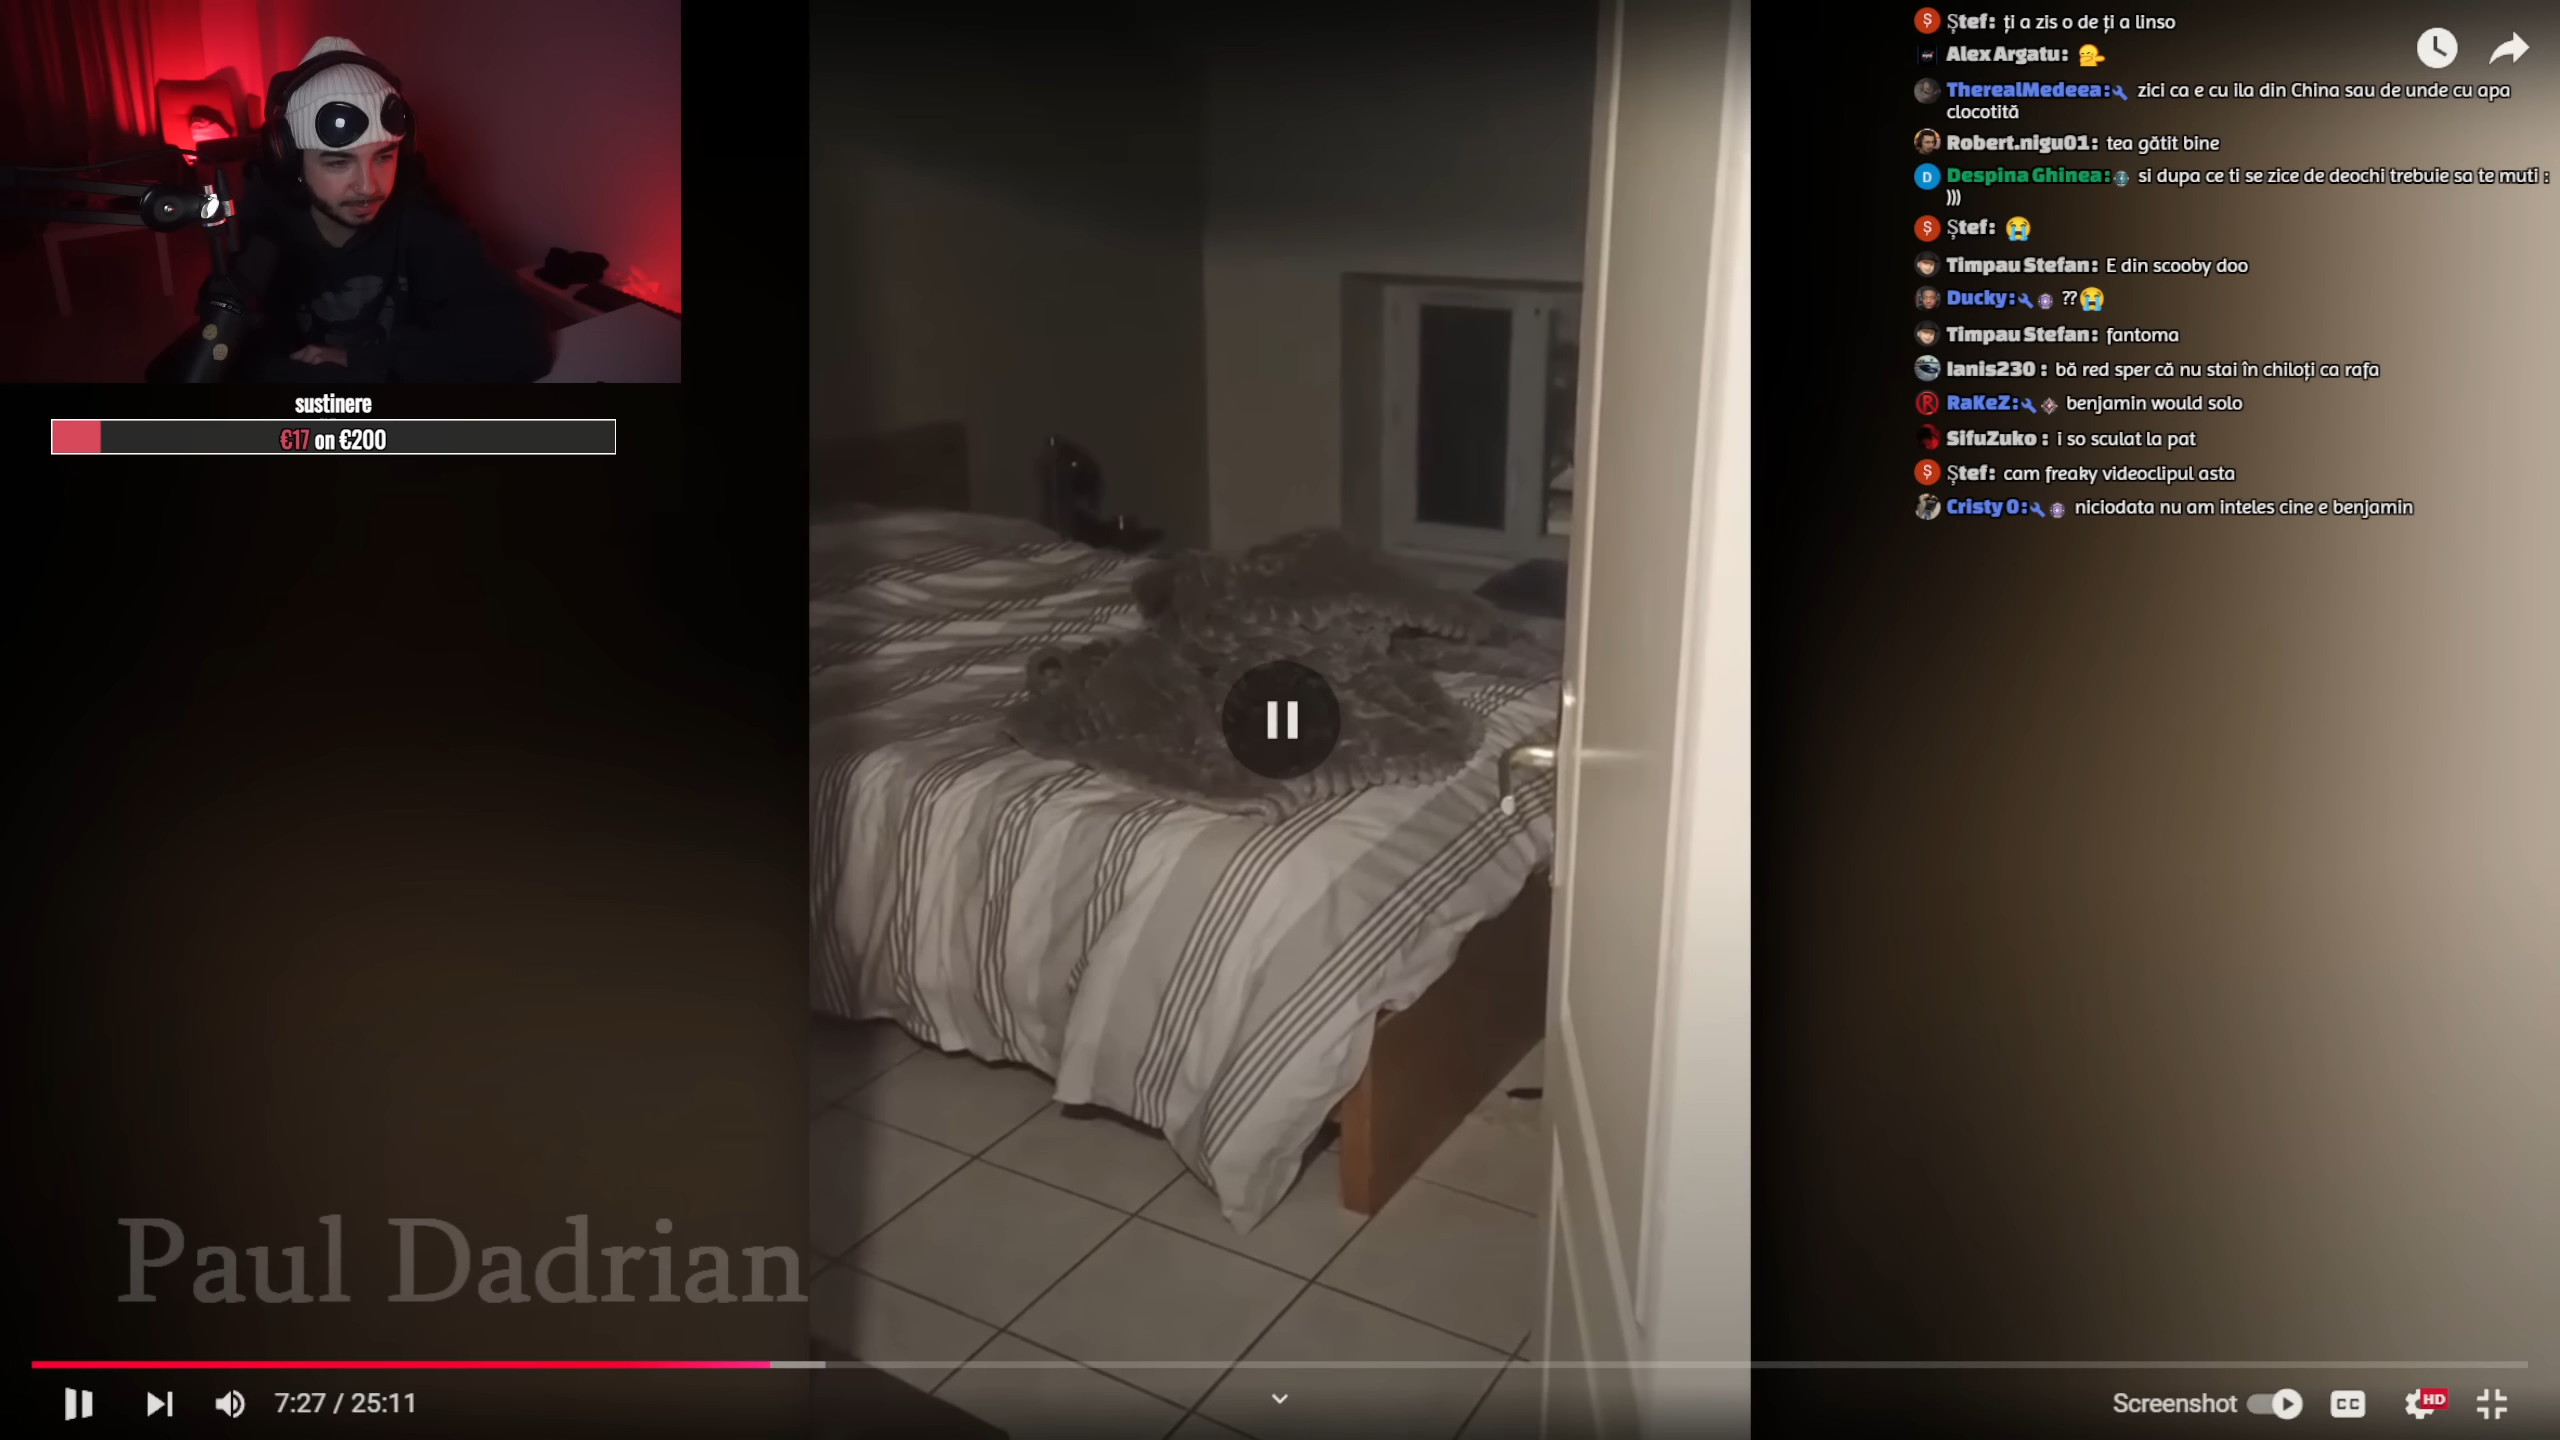 Ștef: ți a zis o de ți a linso
Alex Argatu:
TherealMedeea: zici ca e cu ila din China sau de unde cu apa
clocotită
Robert.nigu01: tea gătit bine
D Despina Ghinea: si dupa ce ti se zice de deochi trebuie sa te muti :
)))
Ștef:
Timpau Stefan: E din scooby doo
Ducky: ??
Timpau Stefan: fantoma
Ianis230 : bă red sper că nu stai în chiloți ca rafa
RaKeZ: benjamin would solo
SifuZuko : i so sculat la pat
Ștef: cam freaky videoclipul asta
Cristy O: niciodata nu am inteles cine e benjamin
sustinere
€17 on €200
Paul Dadrian
7:27 / 25:11
Screenshot
CC
HD